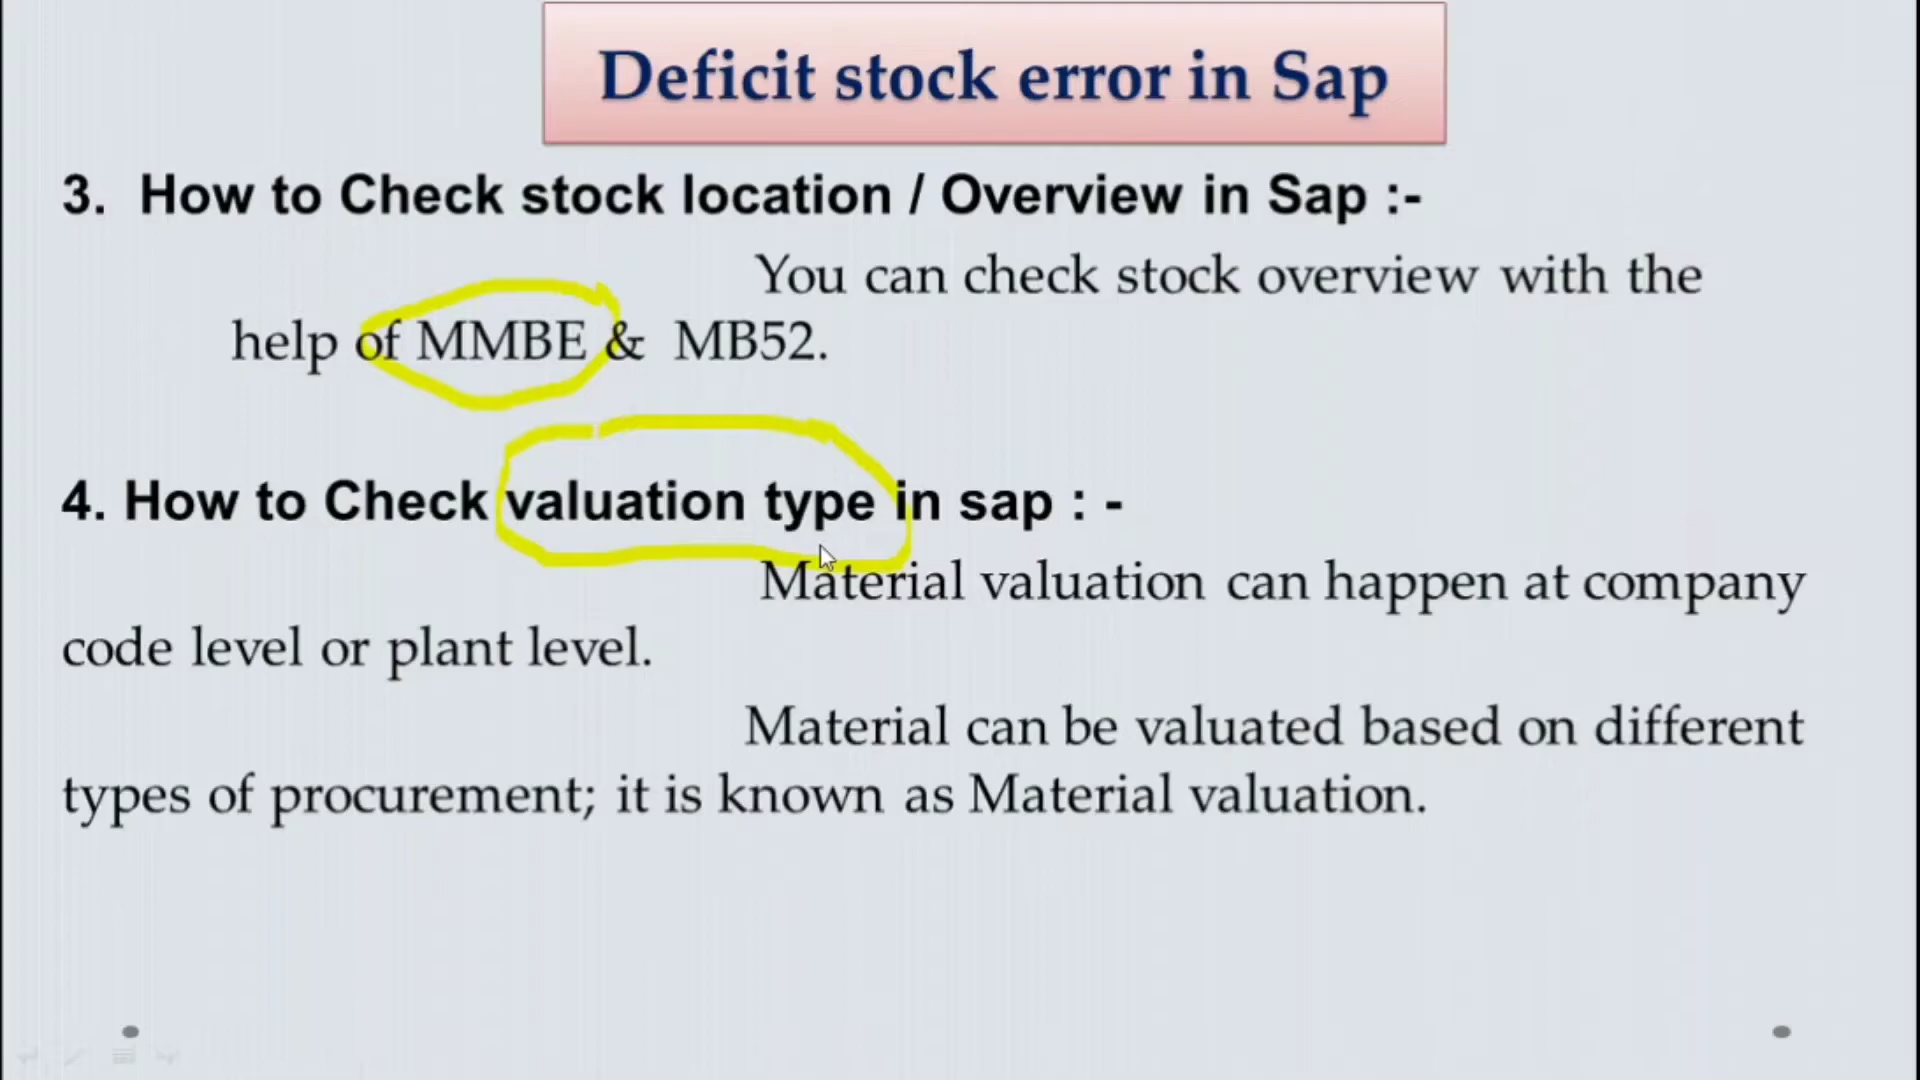 Deficit stock error in Sap
3. How to Check stock location / Overview in Sap :-
You can check stock overview with the
help of MMBE & MB52.
4. How to Check valuation type in sap : -
Material valuation can happen at company
code level or plant level.
Material can be valuated based on different
types of procurement; it is known as Material valuation.